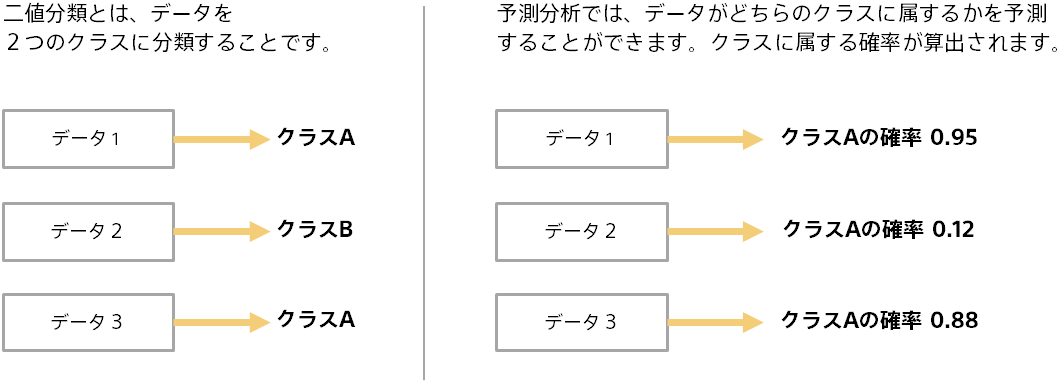 二値分類とは、データを
２つのクラスに分類することです。
データ1
クラスA
データ2
クラスB
データ3
クラスA
予測分析では、データがどちらのクラスに属するかを予測
することができます。クラスに属する確率が算出されます。
データ1
クラスAの確率 0.95
データ2
クラスAの確率 0.12
データ3
クラスAの確率 0.88